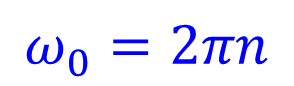 ω₀ = 2πn